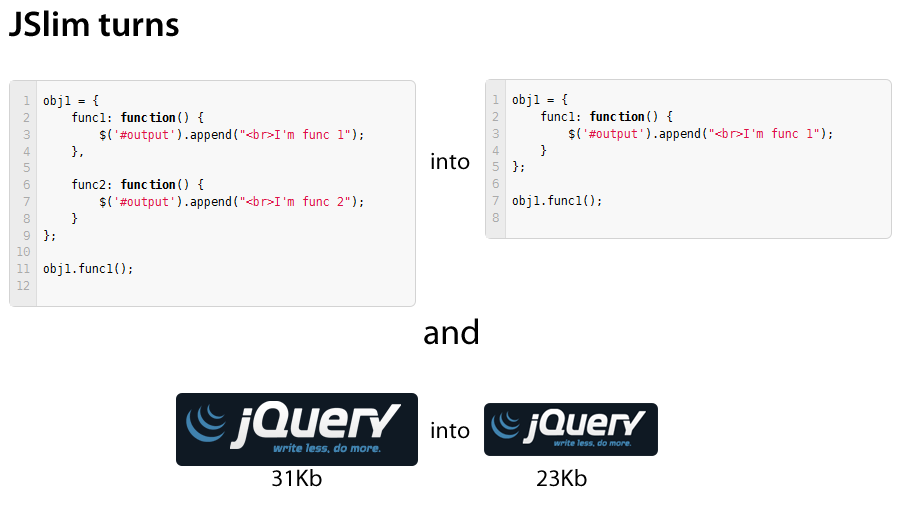 JSlim turns
1 obj1 = {
2     func1: function() {
3         $('#output').append("<br>I'm func 1");
4     },
5
6     func2: function() {
7         $('#output').append("<br>I'm func 2");
8     }
9 };
10
11 obj1.func1();
12
into
1 obj1 = {
2     func1: function() {
3         $('#output').append("<br>I'm func 1");
4     }
5 };
6
7 obj1.func1();
8
and
jQuery
write less, do more.
31Kb
into
jQuery
write less, do more.
23Kb